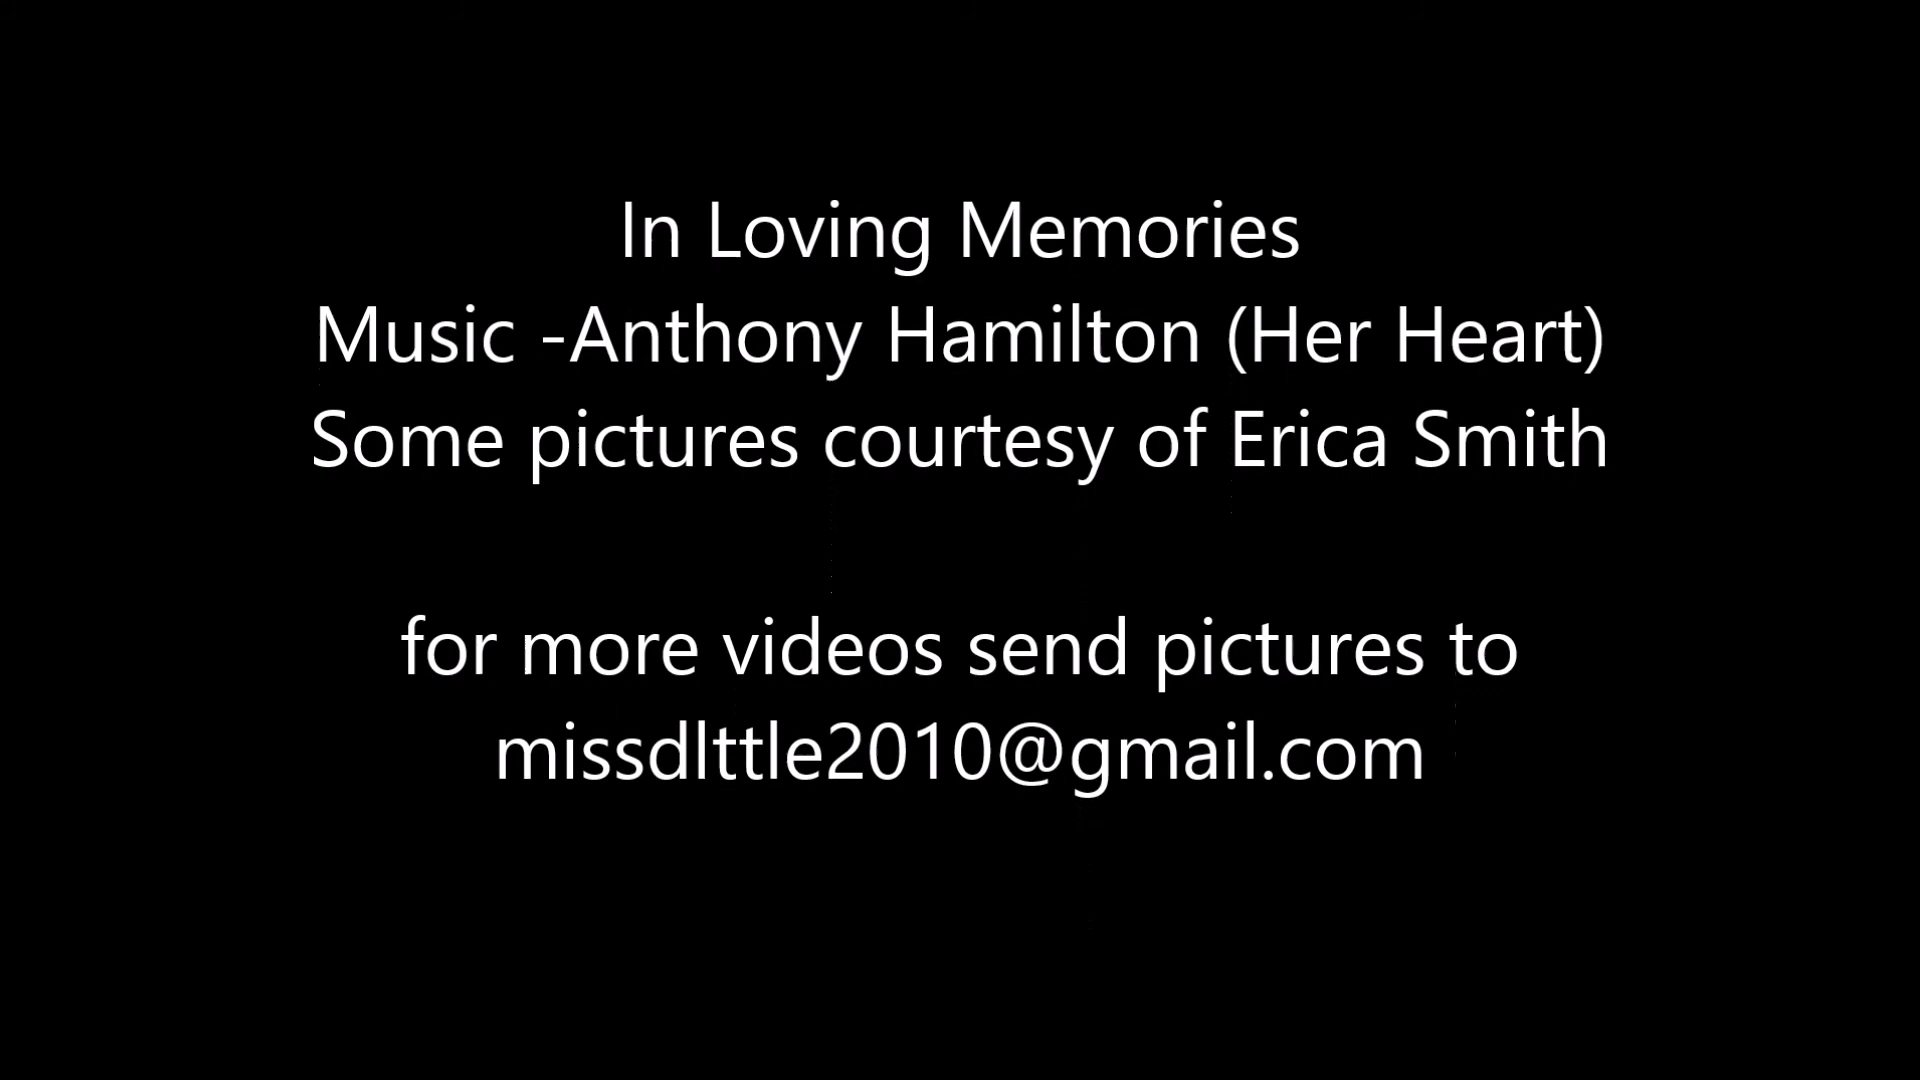 In Loving Memories
Music -Anthony Hamilton (Her Heart)
Some pictures courtesy of Erica Smith
for more videos send pictures to
missdlttle2010@gmail.com